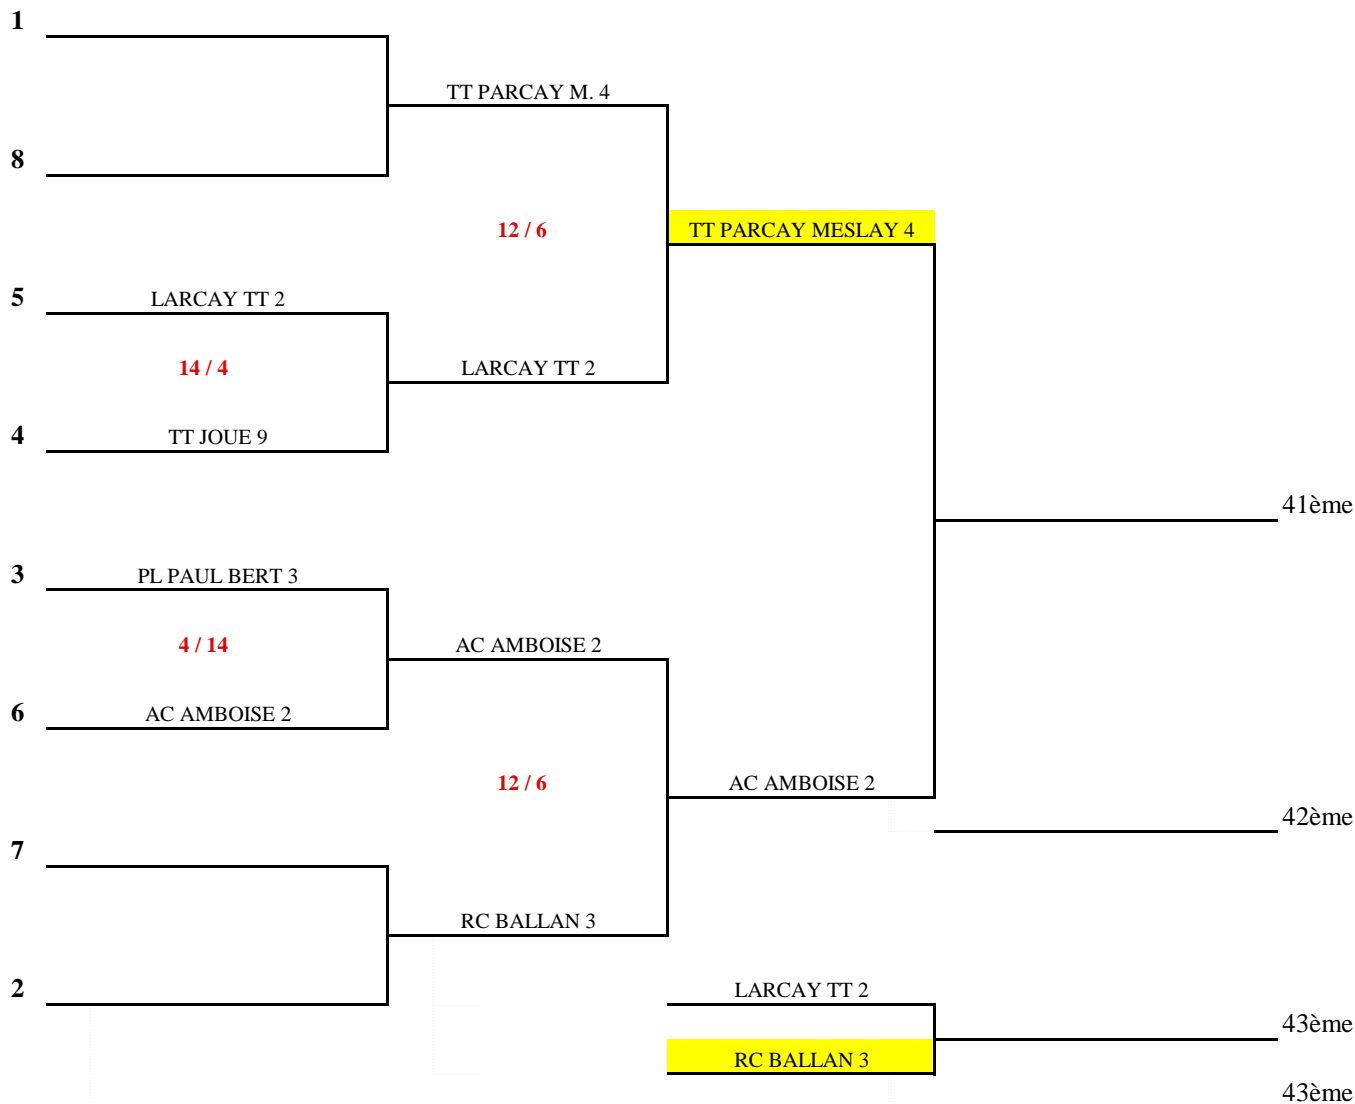 1
TT PARCAY M. 4
8
12 / 6
TT PARCAY MESLAY 4
5
LARCAY TT 2
14 / 4
LARCAY TT 2
4
TT JOUE 9
41ème
3
PL PAUL BERT 3
4 / 14
AC AMBOISE 2
6
AC AMBOISE 2
12 / 6
AC AMBOISE 2
42ème
7
RC BALLAN 3
2
LARCAY TT 2
43ème
RC BALLAN 3
43ème